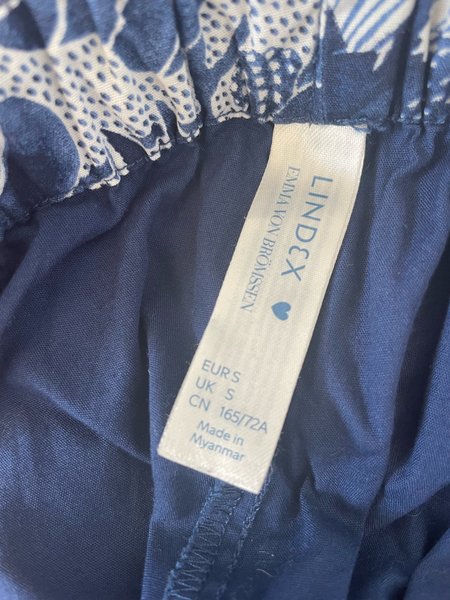 LINDEX
EMMA VON BRÖMSSEN
EUR S
UK S
CN 165/72A
Made in
Myanmar